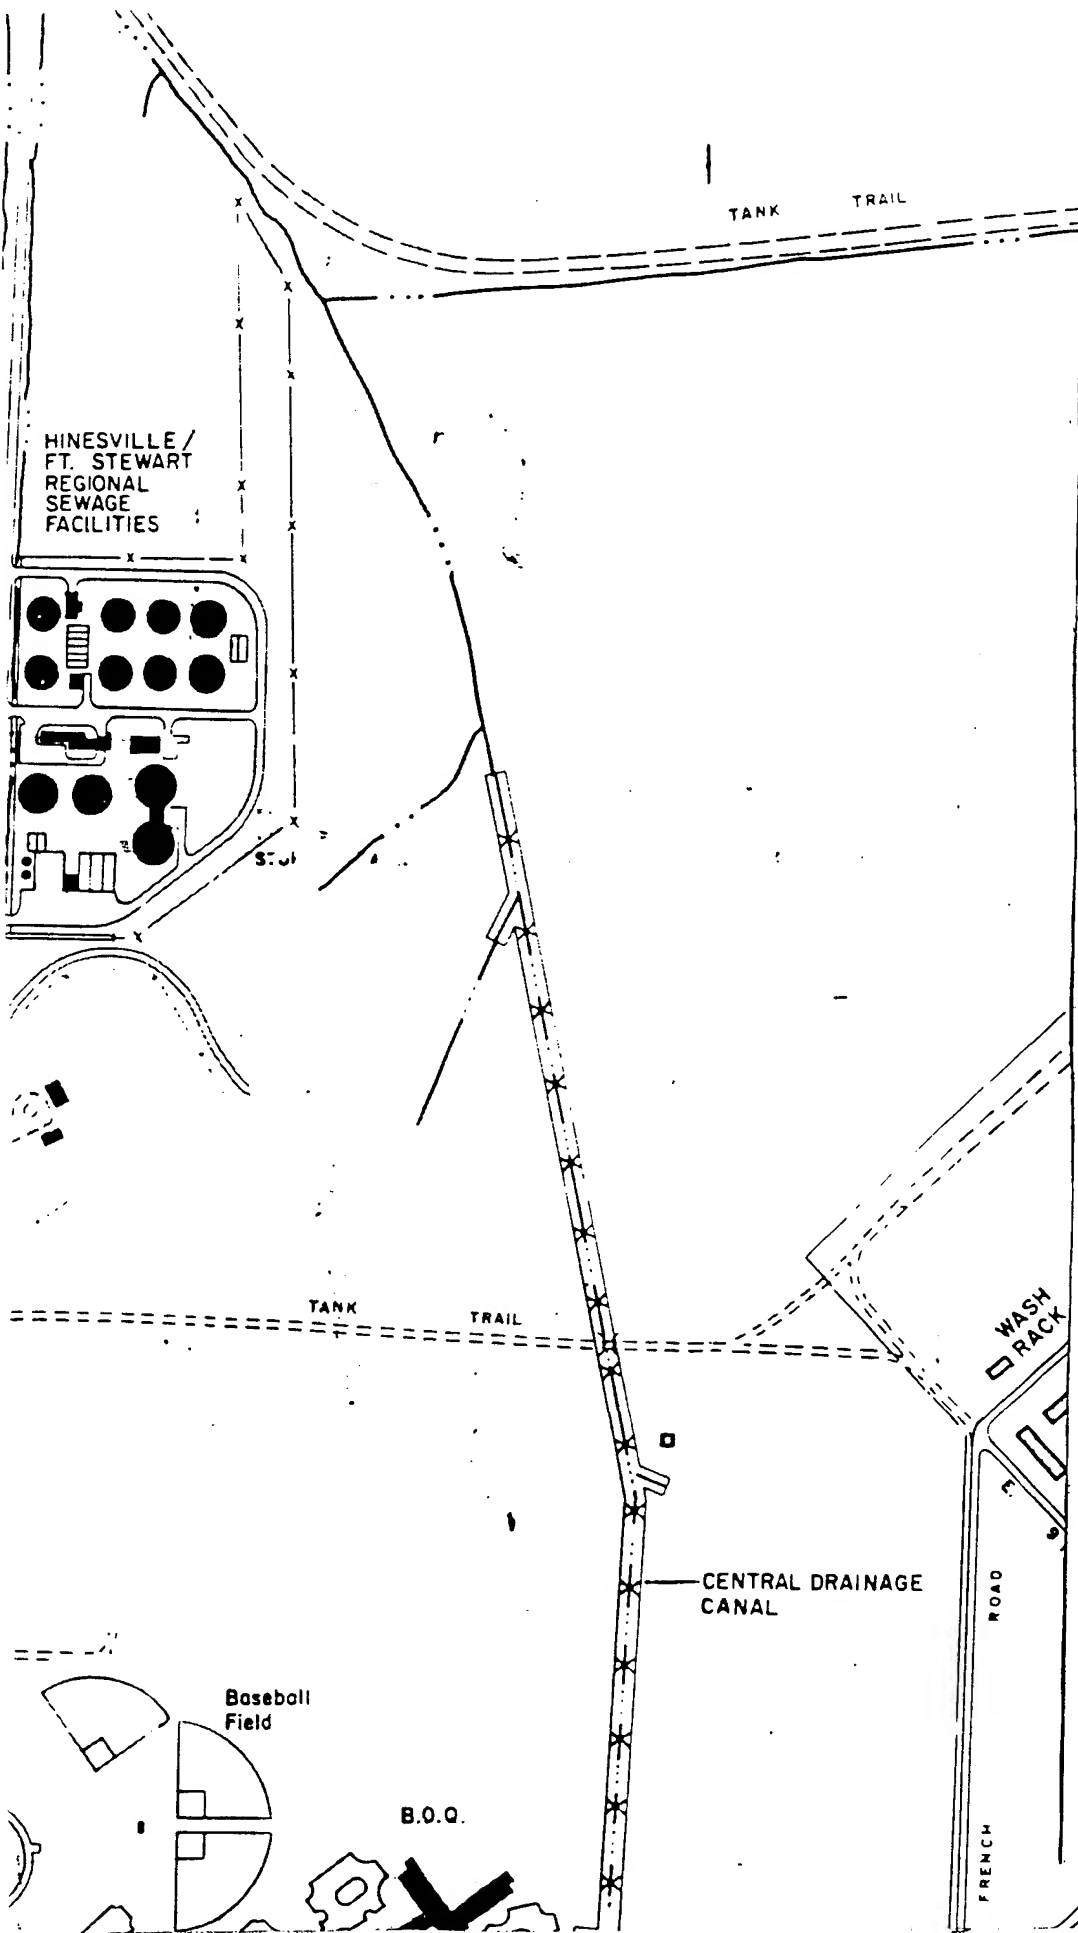 TANK TRAIL
HINESVILLE/
FT. STEWART
REGIONAL
SEWAGE
FACILITIES
TANK TRAIL
WASH
RACK
CENTRAL DRAINAGE
CANAL
ROAD
Baseball
Field
B.O.Q.
FRENCH